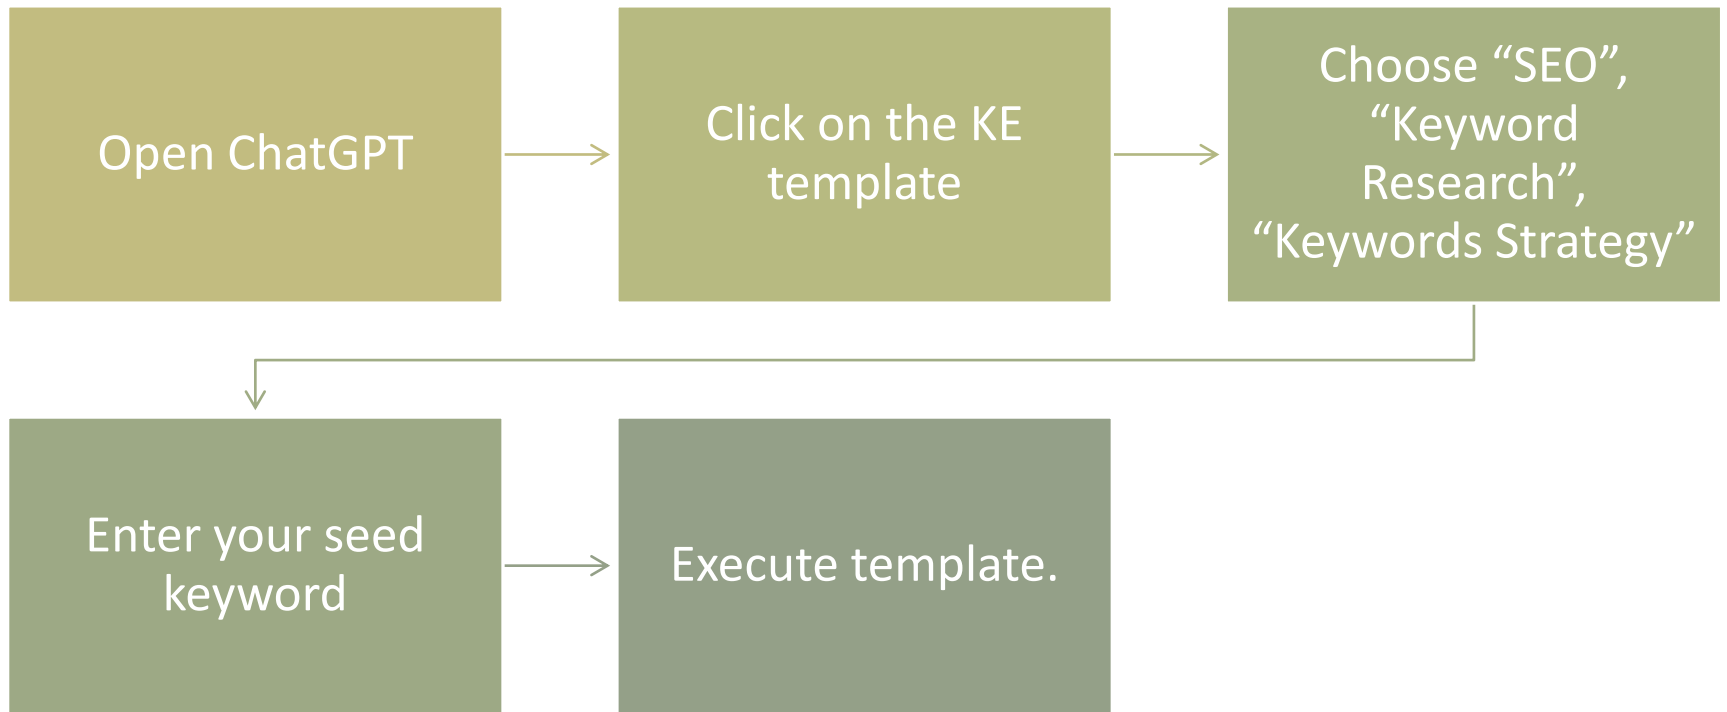 Open ChatGPT
Click on the KE
template
Choose “SEO”,
“Keyword
Research”,
“Keywords Strategy”
Enter your seed
keyword
Execute template.